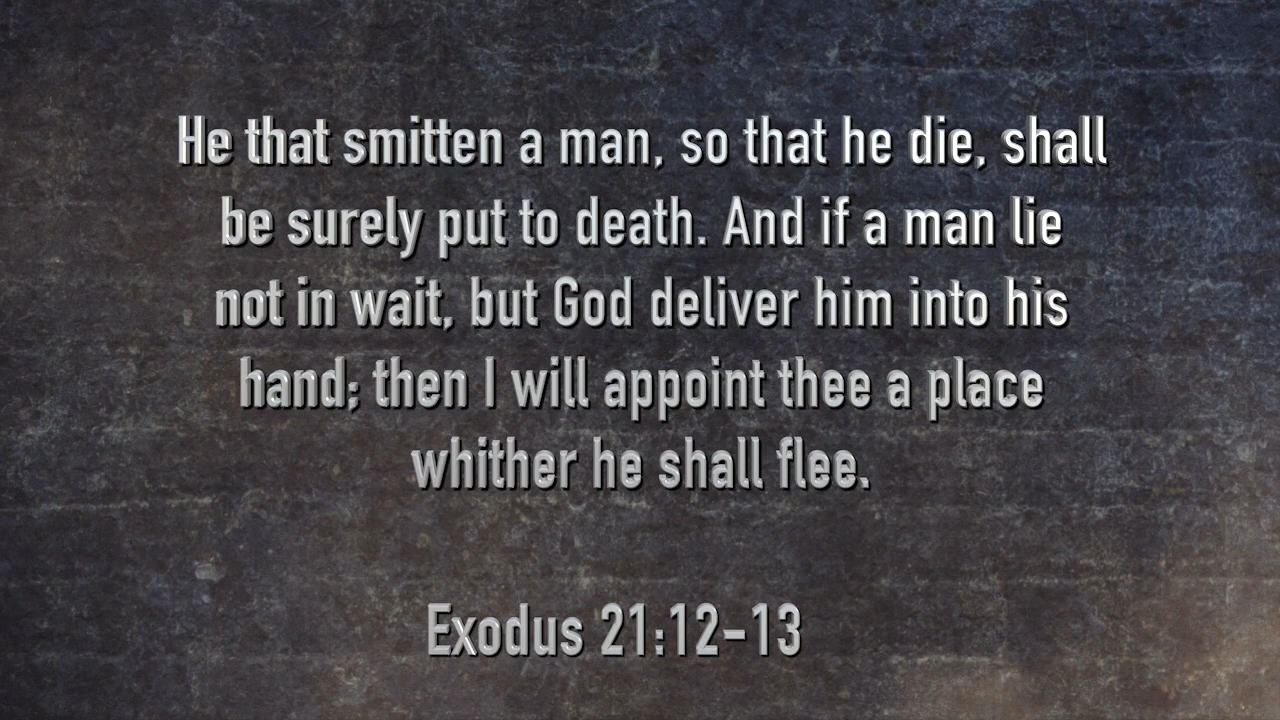 He that smitten a man, so that he die, shall
be surely put to death. And if a man lie
not in wait, but God deliver him into his
hand; then I will appoint thee a place
whither he shall flee.
Exodus 21:12-13